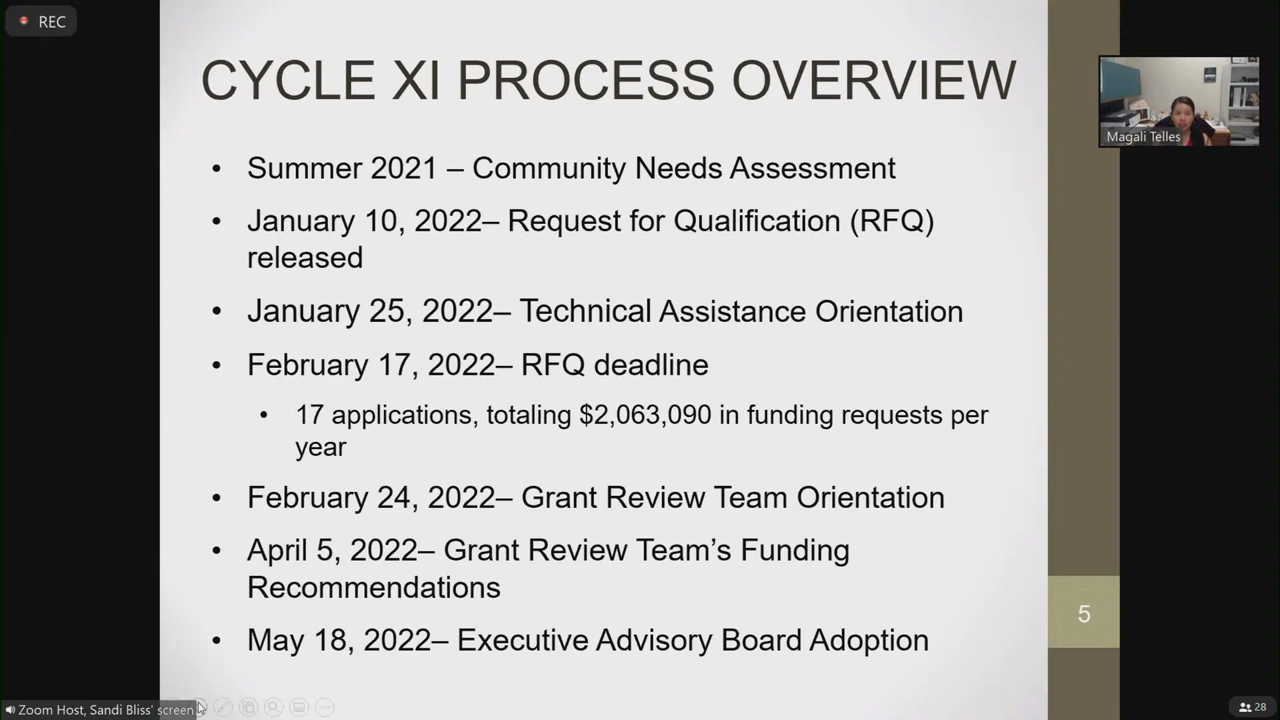 REC
CYCLE XI PROCESS OVERVIEW
Magali Telles
• Summer 2021 – Community Needs Assessment
• January 10, 2022– Request for Qualification (RFQ)
released
• January 25, 2022– Technical Assistance Orientation
• February 17, 2022– RFQ deadline
• 17 applications, totaling $2,063,090 in funding requests per
year
• February 24, 2022– Grant Review Team Orientation
• April 5, 2022– Grant Review Team’s Funding
Recommendations
5
• May 18, 2022– Executive Advisory Board Adoption
Zoom Host, Sandi Bliss' screen
28